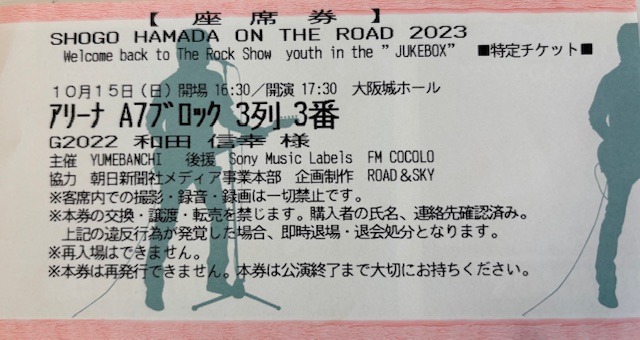 【 座 席 券 】
SHOGO HAMADA ON THE ROAD 2023
Welcome back to The Rock Show youth in the "JUKEBOX" ■特定チケット■
10月15日(日) 開場 16:30/開演 17:30 大阪城ホール
アリーナ A7ブロック 3列 3番
G2022 和田 信幸 様
主催 YUMEBANCHI 後援 Sony Music Labels FM COCOLO
協力 朝日新聞社メディア事業本部 企画制作 ROAD&SKY
※客席内での撮影・録音・録画は一切禁止です。
※本券の交換・譲渡・転売を禁じます。購入者の氏名、連絡先確認済み。
上記の違反行為が発覚した場合、即時退場・退会処分となります。
※再入場はできません。
※本券は再発行できません。本券は公演終了まで大切にお持ちください。